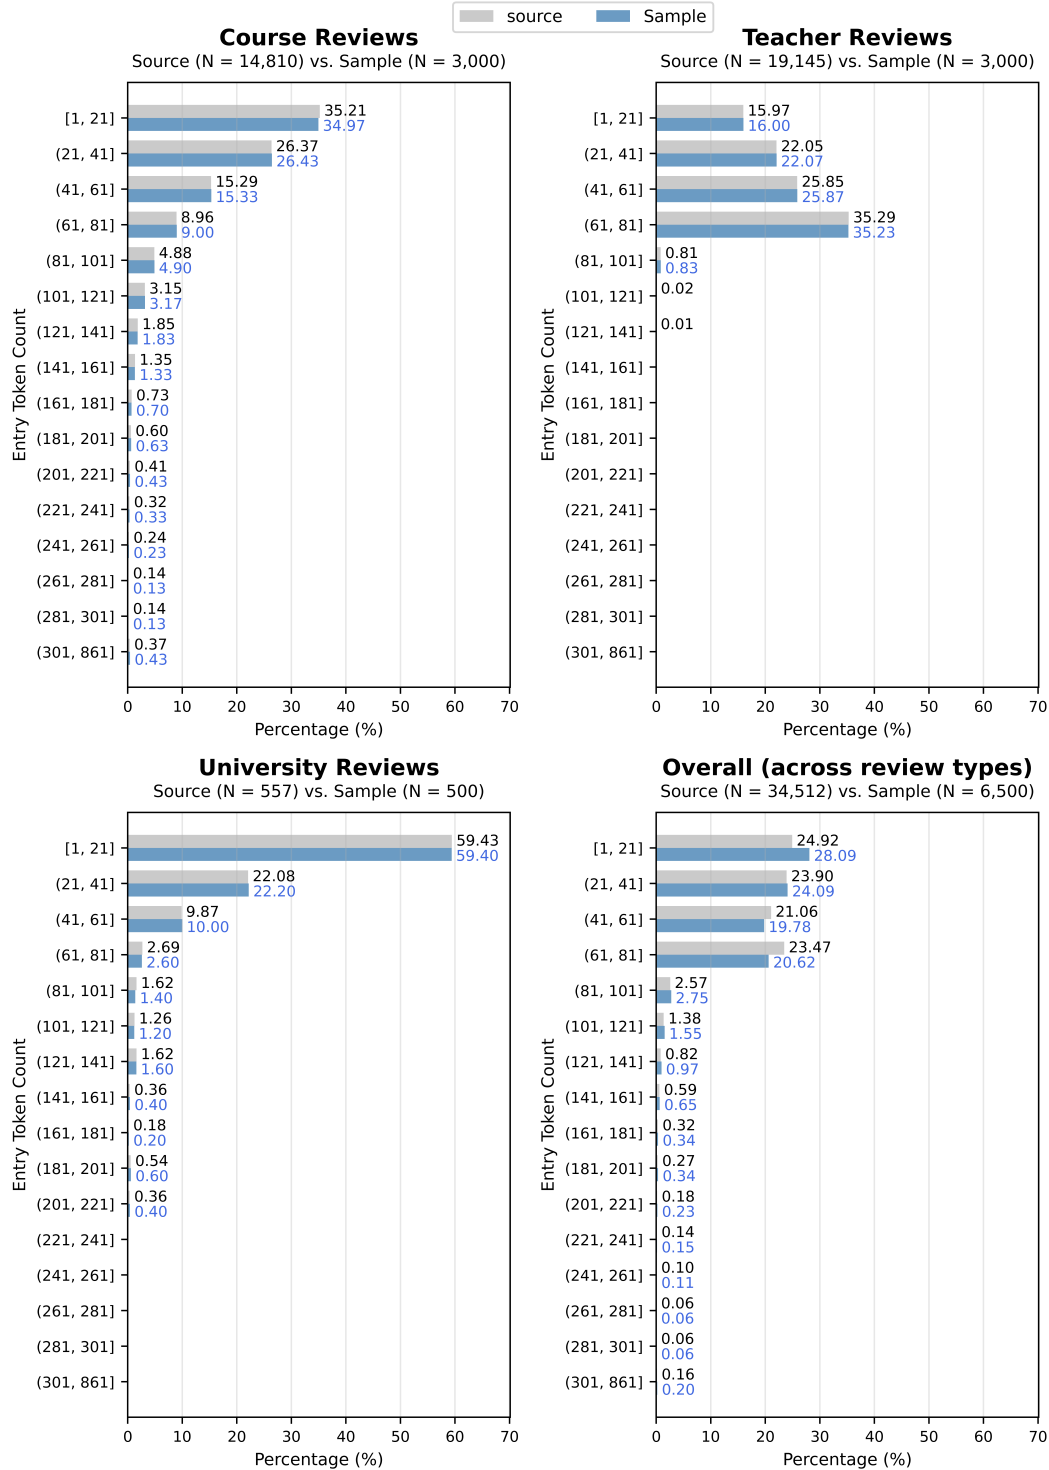 source Sample
Course Reviews
Source (N = 14,810) vs. Sample (N = 3,000)
Entry Token Count
[1, 21] 35.21
34.97
(21, 41] 26.37
26.43
(41, 61] 15.29
15.33
(61, 81] 8.96
9.00
(81, 101] 4.88
4.90
(101, 121] 3.15
3.17
(121, 141] 1.85
1.83
(141, 161] 1.35
1.33
(161, 181] 0.73
0.70
(181, 201] 0.60
0.63
(201, 221] 0.41
0.43
(221, 241] 0.32
0.33
(241, 261] 0.24
0.23
(261, 281] 0.14
0.13
(281, 301] 0.14
0.13
(301, 861] 0.37
0.43
0 10 20 30 40 50 60 70
Percentage (%)
Teacher Reviews
Source (N = 19,145) vs. Sample (N = 3,000)
Entry Token Count
[1, 21] 15.97
16.00
(21, 41] 22.05
22.07
(41, 61] 25.85
25.87
(61, 81] 35.29
35.23
(81, 101] 0.81
0.83
(101, 121] 0.02
(121, 141] 0.01
(141, 161]
(161, 181]
(181, 201]
(201, 221]
(221, 241]
(241, 261]
(261, 281]
(281, 301]
(301, 861]
0 10 20 30 40 50 60 70
Percentage (%)
University Reviews
Source (N = 557) vs. Sample (N = 500)
Entry Token Count
[1, 21] 59.43
59.40
(21, 41] 22.08
22.20
(41, 61] 9.87
10.00
(61, 81] 2.69
2.60
(81, 101] 1.62
1.40
(101, 121] 1.26
1.20
(121, 141] 1.62
1.60
(141, 161] 0.36
0.40
(161, 181] 0.18
0.20
(181, 201] 0.54
0.60
(201, 221] 0.36
0.40
(221, 241]
(241, 261]
(261, 281]
(281, 301]
(301, 861]
0 10 20 30 40 50 60 70
Percentage (%)
Overall (across review types)
Source (N = 34,512) vs. Sample (N = 6,500)
Entry Token Count
[1, 21] 24.92
28.09
(21, 41] 23.90
24.09
(41, 61] 21.06
19.78
(61, 81] 23.47
20.62
(81, 101] 2.57
2.75
(101, 121] 1.38
1.55
(121, 141] 0.82
0.97
(141, 161] 0.59
0.65
(161, 181] 0.32
0.34
(181, 201] 0.27
0.34
(201, 221] 0.18
0.23
(221, 241] 0.14
0.15
(241, 261] 0.10
0.11
(261, 281] 0.06
0.06
(281, 301] 0.06
0.06
(301, 861] 0.16
0.20
0 10 20 30 40 50 60 70
Percentage (%)